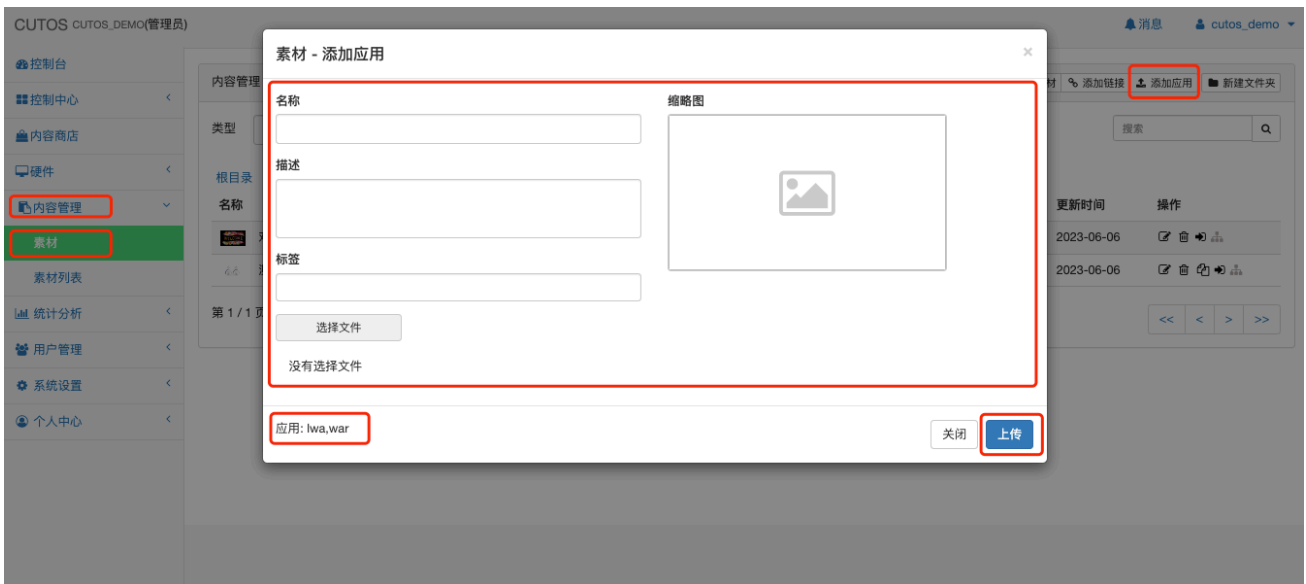 CUTOS CUTOS_DEMO(管理员)
消息
cutos_demo
控制台
控制中心
内容商店
硬件
内容管理
素材
素材列表
统计分析
用户管理
系统设置
个人中心
内容管理
材 添加链接 添加应用 新建文件夹
类型
搜索
根目录
名称
更新时间 操作
2023-06-06
2023-06-06
第 1 / 1 页
<< < > >>
素材 - 添加应用
×
名称
描述
标签
选择文件
没有选择文件
缩略图
应用: lwa,war
关闭
上传